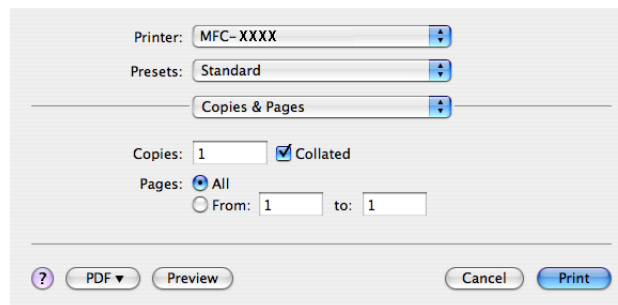 Printer: MFC-XXXX
Presets: Standard
Copies & Pages
Copies: 1 Collated
Pages: All
From: 1 to: 1
? PDF▼ Preview Cancel Print